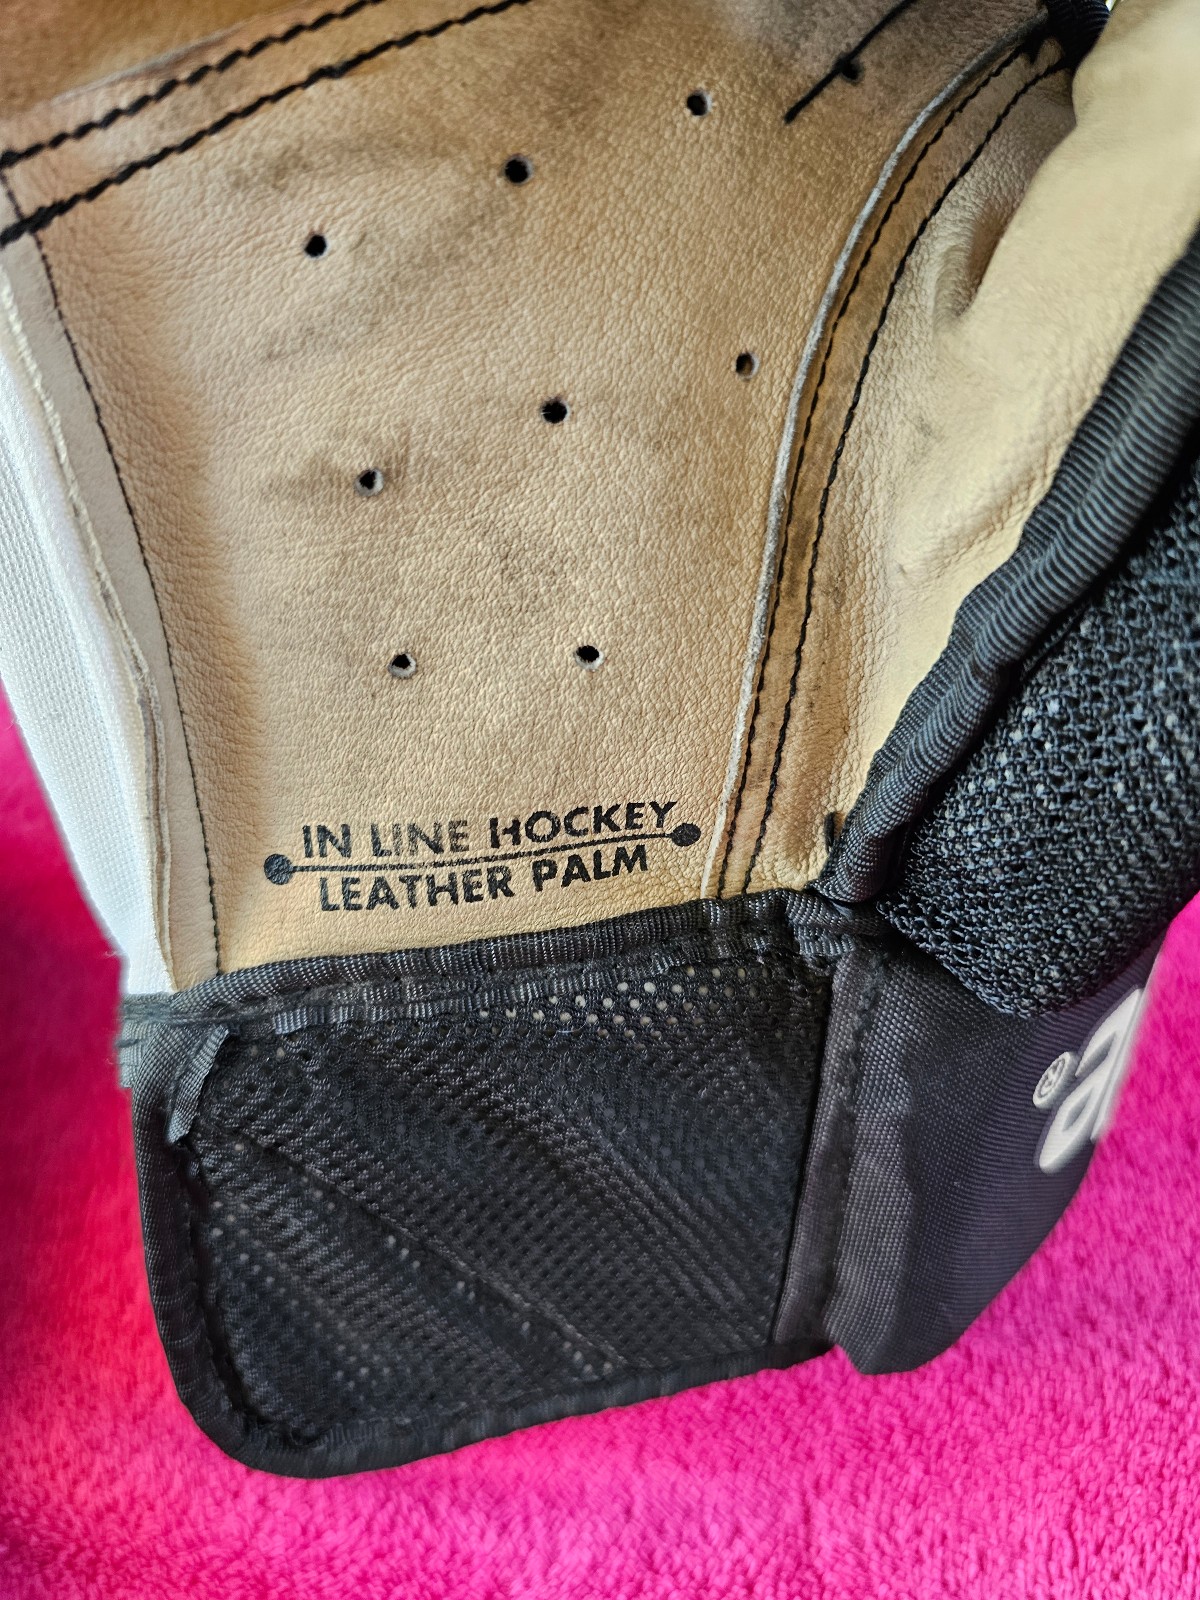 IN LINE HOCKEY
LEATHER PALM